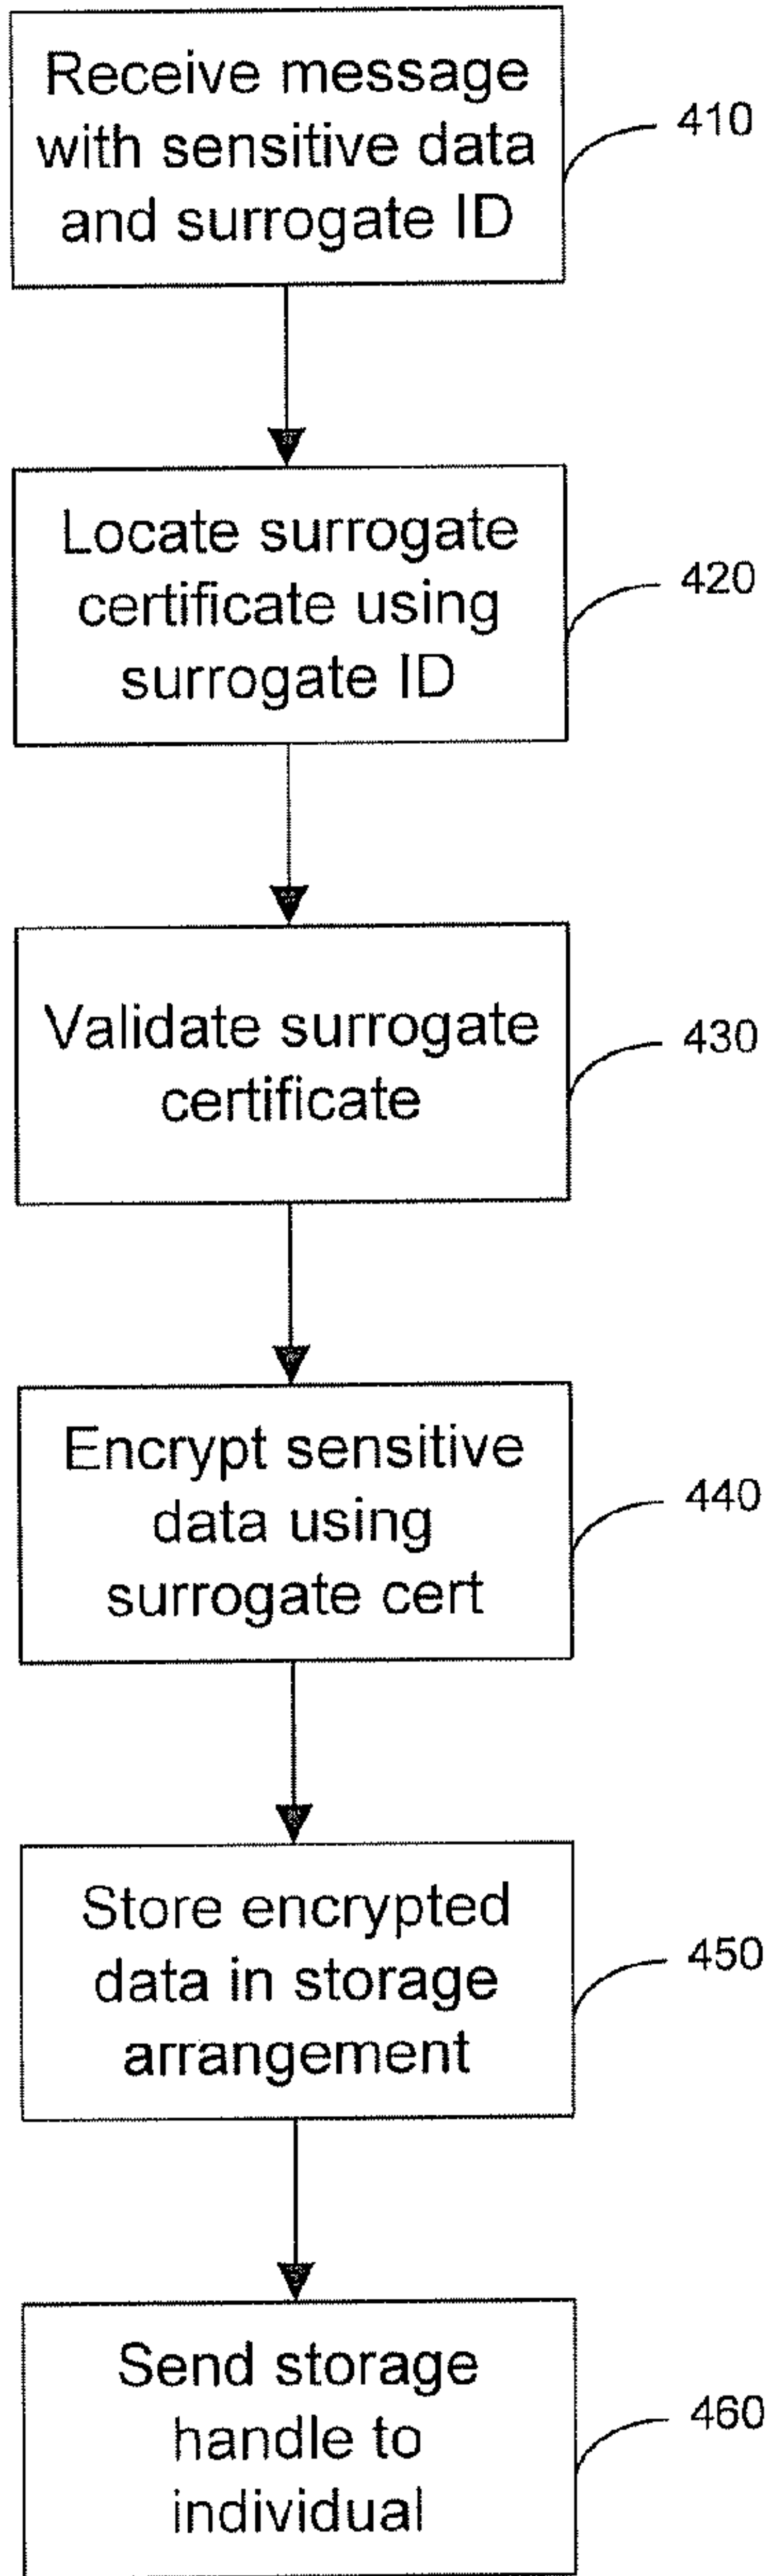 Receive message
with sensitive data
and surrogate ID
410
Locate surrogate
certificate using
surrogate ID
420
Validate surrogate
certificate
430
Encrypt sensitive
data using
surrogate cert
440
Store encrypted
data in storage
arrangement
450
Send storage
handle to
individual
460